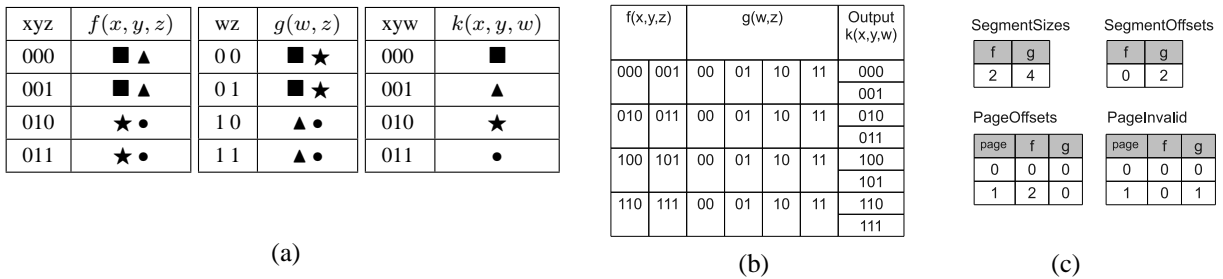 xyz f(x, y, z) wz g(w, z) xyw k(x, y, w)
000 ■ ▲ 0 0 ■ ★ 000 ■
001 ■ ▲ 0 1 ■ ★ 001 ▲
010 ★ ● 1 0 ▲ ● 010 ★
011 ★ ● 1 1 ▲ ● 011 ●
(a)
f(x,y,z) g(w,z) Output
k(x,y,w)
000 001 00 01 10 11 000
001
010 011 00 01 10 11 010
011
100 101 00 01 10 11 100
101
110 111 00 01 10 11 110
111
(b)
SegmentSizes SegmentOffsets
f g f g
2 4 0 2
PageOffsets PageInvalid
page f g page f g
0 0 0 0 0 0
1 2 0 1 0 1
(c)